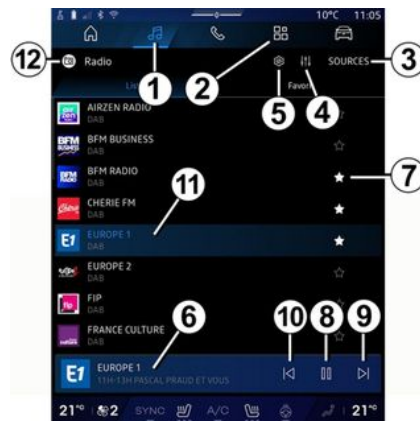 10°C 11:05
12 Radio SOURCES 3
1 2 5 4
List Favori
AIRZEN RADIO
DAB
BFM BUSINESS
DAB
BFM RADIO
DAB
7
CHERIE FM
DAB
11
EUROPE 1
DAB
EUROPE 2
DAB
FIP
DAB
FRANCE CULTURE
DAB
6 10 8 9
E1 EUROPE 1
11H-13H PASCAL PRAUD ET VOUS
21°C 2 SYNC A/C 21°C